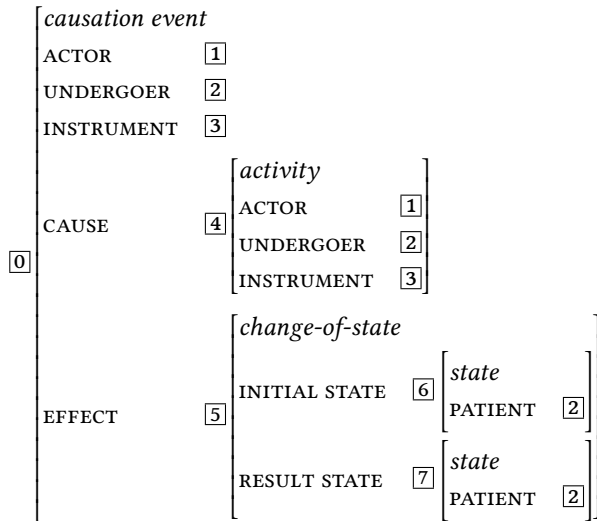 causation event
ACTOR 1
UNDERGOER 2
INSTRUMENT 3
activity
ACTOR 1
CAUSE 4
UNDERGOER 2
0
INSTRUMENT 3
change-of-state
state
INITIAL STATE 6
PATIENT 2
EFFECT 5
state
RESULT STATE 7
PATIENT 2